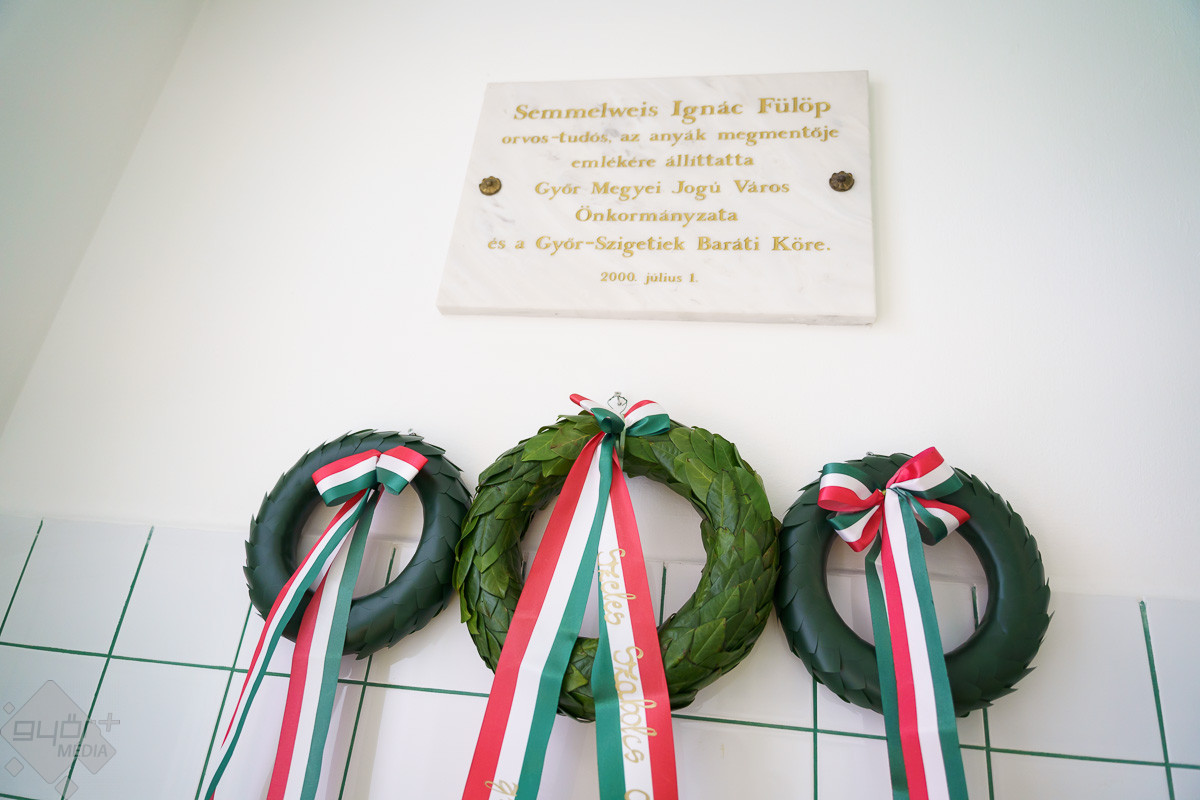 Semmelweis Ignác Fülöp
orvos-tudós, az anyák megmentője
emlékére állíttatta
Győr Megyei Jogú Város
Önkormányzata
és a Győr-Szigetiek Baráti Köre.
2000. július 1.
Szeles Szabolcs
győr+
MEDIA